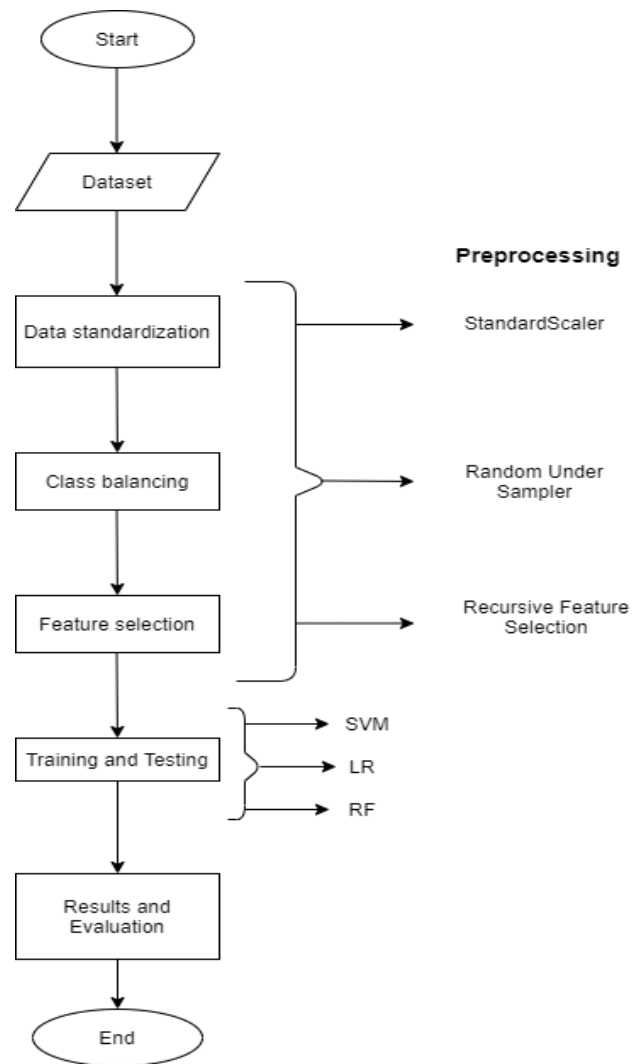 Start
Dataset
Preprocessing
Data standardization
StandardScaler
Class balancing
Random Under
Sampler
Feature selection
Recursive Feature
Selection
Training and Testing
SVM
LR
RF
Results and
Evaluation
End